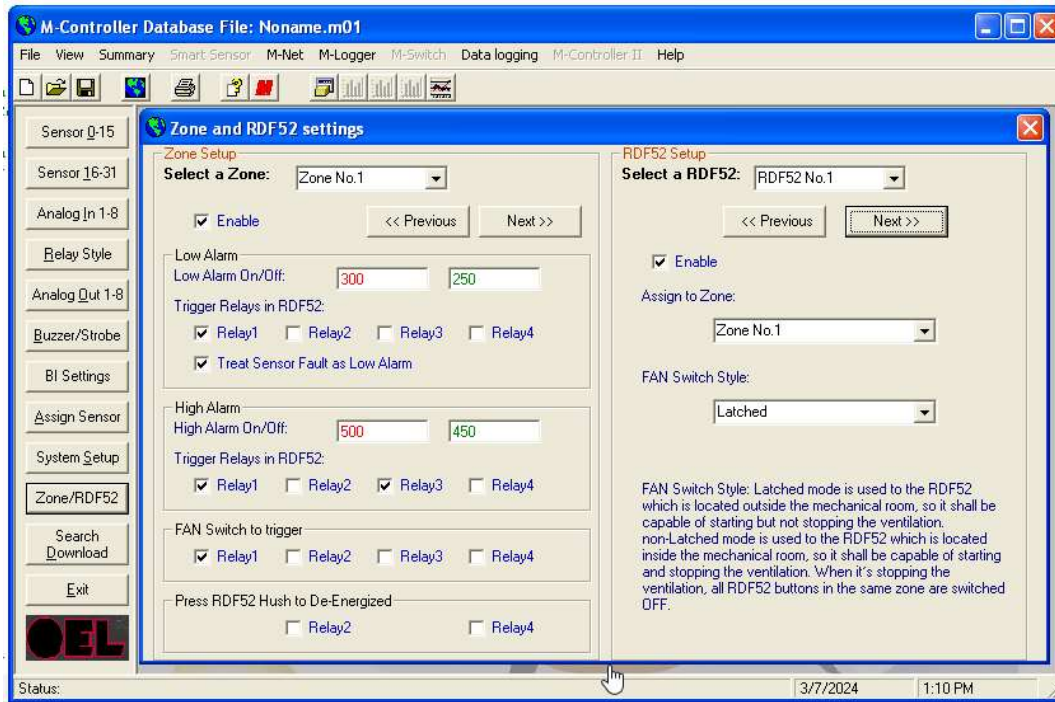 M-Controller Database File: Noname.m01
File View Summary Smart Sensor M-Net M-Logger M-Switch Data logging M-Controller II Help
Sensor 0-15
Sensor 16-31
Analog In 1-8
Relay Style
Analog Out 1-8
Buzzer/Strobe
BI Settings
Assign Sensor
System Setup
Zone/RDF52
Search
Download
Exit
OEL
Zone and RDF52 settings
Zone Setup
Select a Zone: Zone No.1
Enable << Previous Next >>
Low Alarm
Low Alarm On/Off: 300 250
Trigger Relays in RDF52:
Relay1 Relay2 Relay3 Relay4
Treat Sensor Fault as Low Alarm
High Alarm
High Alarm On/Off: 500 450
Trigger Relays in RDF52:
Relay1 Relay2 Relay3 Relay4
FAN Switch to trigger
Relay1 Relay2 Relay3 Relay4
Press RDF52 Hush to De-Energized
Relay2 Relay4
RDF52 Setup
Select a RDF52: RDF52 No.1
<< Previous Next >>
Enable
Assign to Zone:
Zone No.1
FAN Switch Style:
Latched
FAN Switch Style: Latched mode is used to the RDF52
which is located outside the mechanical room, so it shall be
capable of starting but not stopping the ventilation.
non-Latched mode is used to the RDF52 which is located
inside the mechanical room, so it shall be capable of starting
and stopping the ventilation. When it's stopping the
ventilation, all RDF52 buttons in the same zone are switched
OFF.
Status: 3/7/2024 1:10 PM